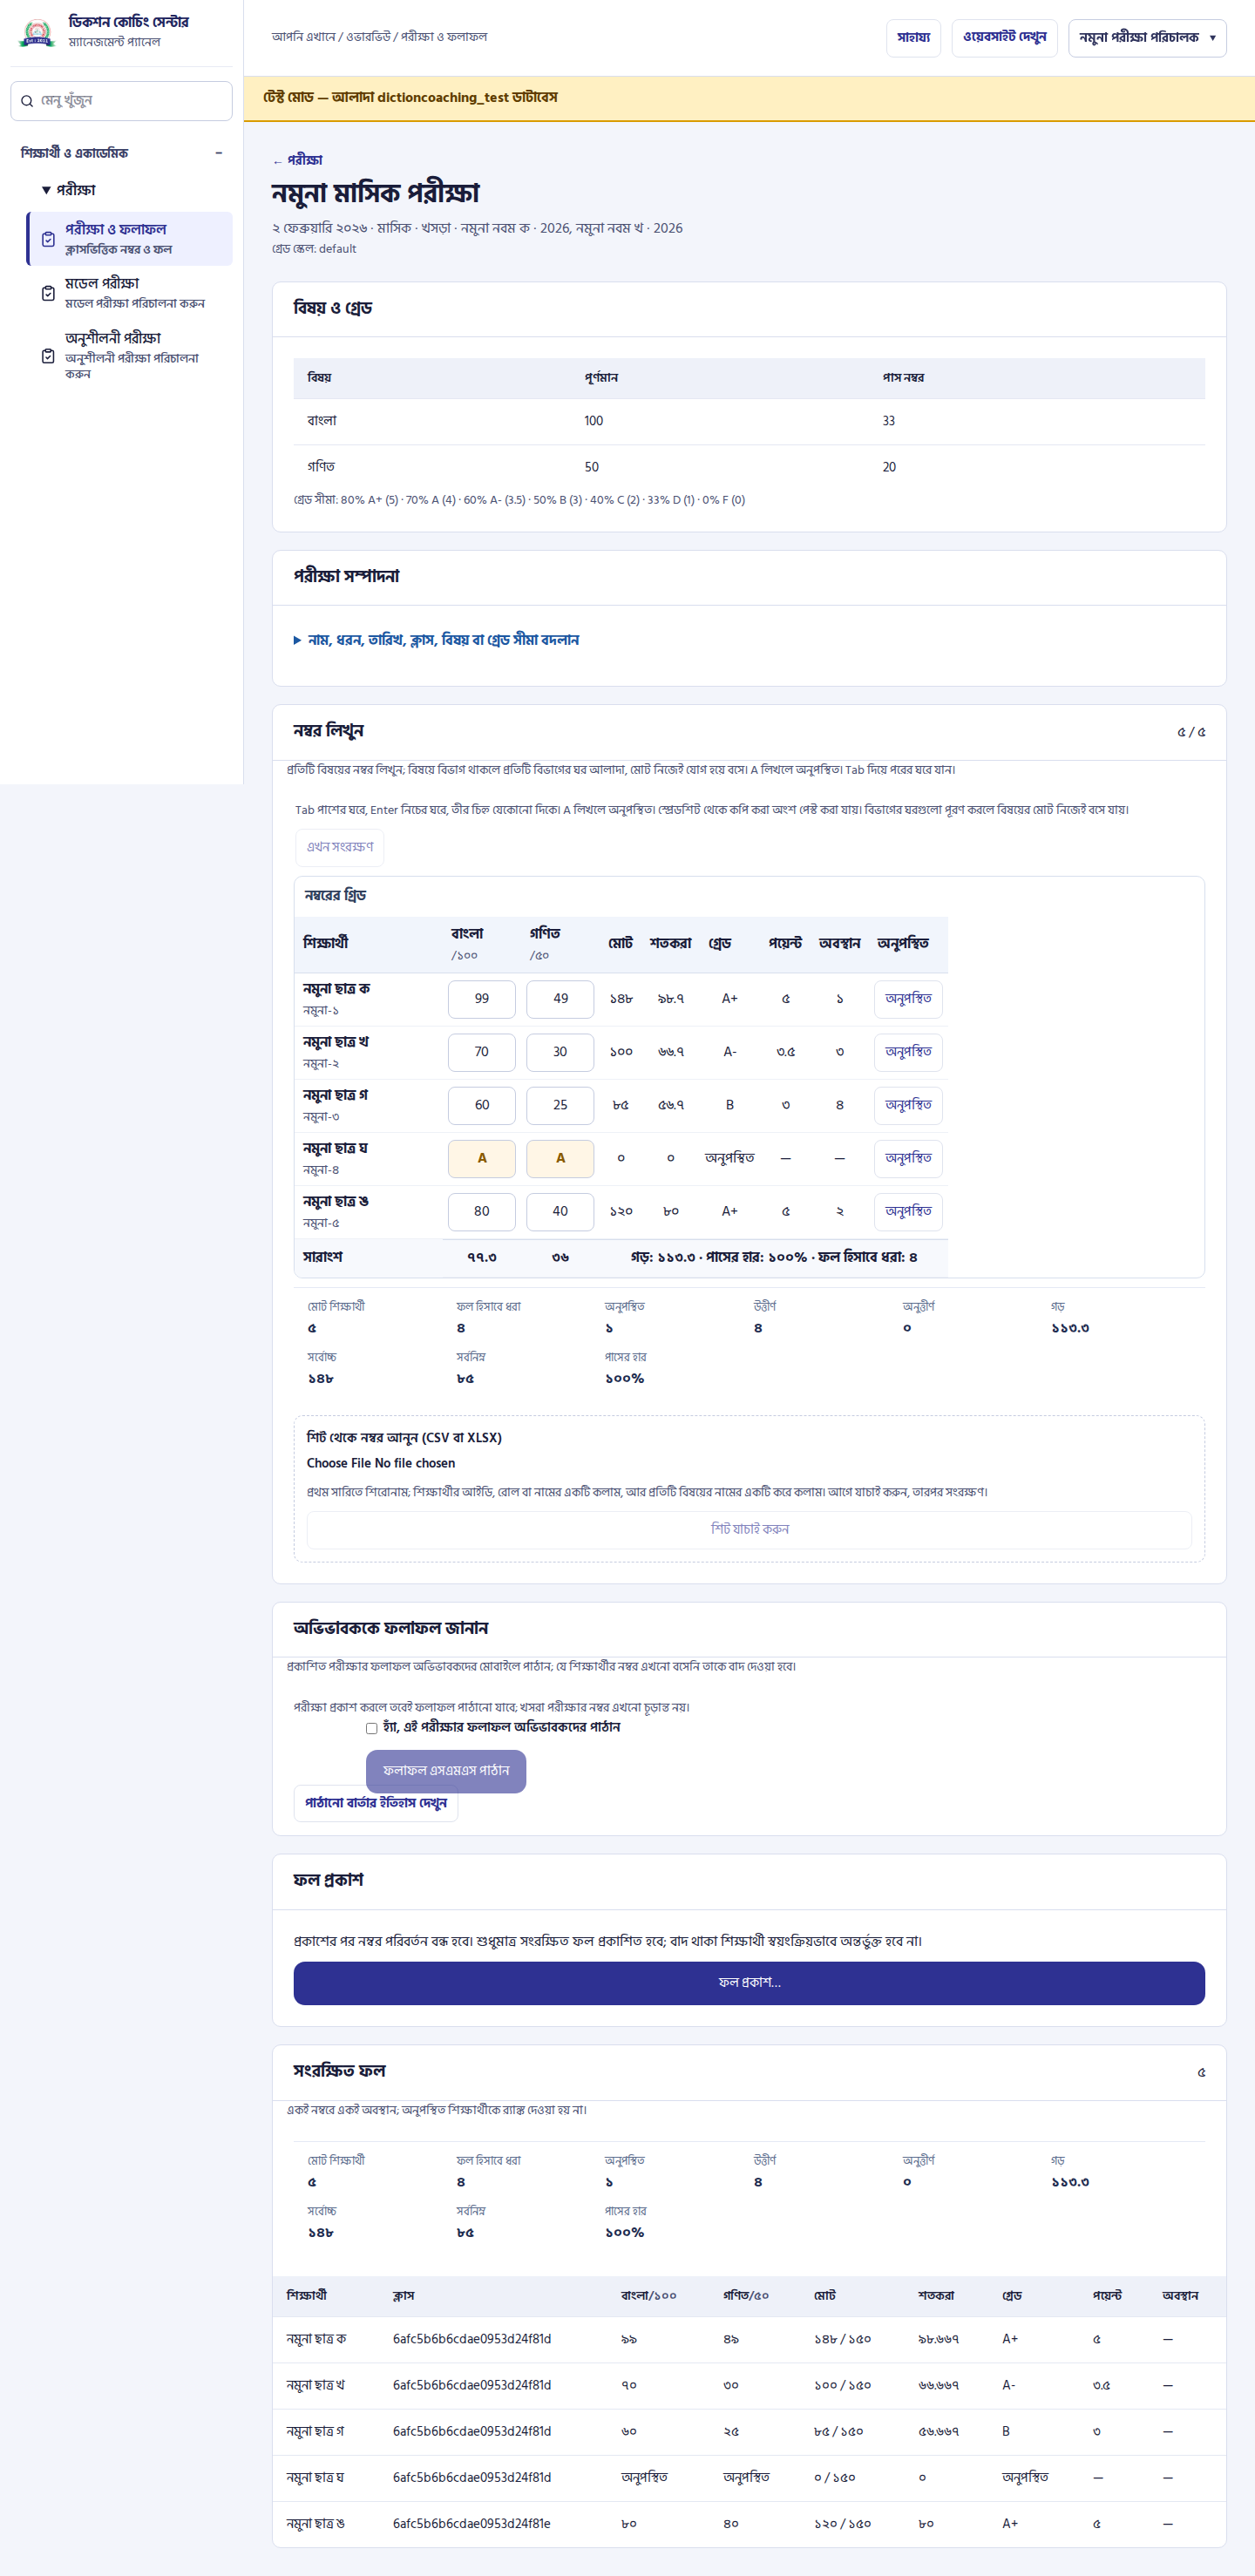 ডিকশন কোচিং সেন্টার
ম্যানেজমেন্ট প্যানেল
মেনু খুঁজুন
শিক্ষার্থী ও একাডেমিক −
▼ পরীক্ষা
পরীক্ষা ও ফলাফল
ক্লাসভিত্তিক নম্বর ও ফল
মডেল পরীক্ষা
মডেল পরীক্ষা পরিচালনা করুন
অনুশীলনী পরীক্ষা
অনুশীলনী পরীক্ষা পরিচালনা
করুন
আপনি এখানে / ওভারভিউ / পরীক্ষা ও ফলাফল
সাহায্য ওয়েবসাইট দেখুন নমুনা পরীক্ষা পরিচালক ▾
টেস্ট মোড — আলাদা dictioncoaching_test ডাটাবেস
← পরীক্ষা
নমুনা মাসিক পরীক্ষা
২ ফেব্রুয়ারি ২০২৬ · মাসিক · খসড়া · নমুনা নবম ক · 2026, নমুনা নবম খ · 2026
গ্রেড স্কেল: default
বিষয় ও গ্রেড
বিষয় পূর্ণমান পাস নম্বর
বাংলা 100 33
গণিত 50 20
গ্রেড সীমা: 80% A+ (5) · 70% A (4) · 60% A- (3.5) · 50% B (3) · 40% C (2) · 33% D (1) · 0% F (0)
পরীক্ষা সম্পাদনা
▶ নাম, ধরন, তারিখ, ক্লাস, বিষয় বা গ্রেড সীমা বদলান
নম্বর লিখুন ৫ / ৫
প্রতিটি বিষয়ের নম্বর লিখুন; বিষয়ে বিভাগ থাকলে প্রতিটি বিভাগের ঘর আলাদা, মোট নিজেই যোগ হয়ে বসে। A লিখলে অনুপস্থিত। Tab দিয়ে পরের ঘরে যান।
Tab পাশের ঘরে, Enter নিচের ঘরে, তীর চিহ্ন যেকোনো দিকে। A লিখলে অনুপস্থিত। স্প্রেডশিট থেকে কপি করা অংশ পেস্ট করা যায়। বিভাগের ঘরগুলো পূরণ করলে বিষয়ের মোট নিজেই বসে যায়।
এখন সংরক্ষণ
নম্বরের গ্রিড
শিক্ষার্থী বাংলা /১০০ গণিত /৫০ মোট শতকরা গ্রেড পয়েন্ট অবস্থান অনুপস্থিত
নমুনা ছাত্র ক 99 49 ১৪৮ ৯৮.৭ A+ ৫ ১ অনুপস্থিত
নমুনা-১
নমুনা ছাত্র খ 70 30 ১০০ ৬৬.৭ A- ৩.৫ ৩ অনুপস্থিত
নমুনা-২
নমুনা ছাত্র গ 60 25 ৮৫ ৫৬.৭ B ৩ ৪ অনুপস্থিত
নমুনা-৩
নমুনা ছাত্র ঘ A A ০ ০ অনুপস্থিত — — অনুপস্থিত
নমুনা-৪
নমুনা ছাত্র ঙ 80 40 ১২০ ৮০ A+ ৫ ২ অনুপস্থিত
নমুনা-৫
সারাংশ ৭৭.৩ ৩৬ গড়: ১১৩.৩ · পাসের হার: ১০০% · ফল হিসাবে ধরা: ৪
মোট শিক্ষার্থী ফল হিসাবে ধরা অনুপস্থিত উত্তীর্ণ অনুত্তীর্ণ গড়
৫ ৪ ১ ৪ ০ ১১৩.৩
সর্বোচ্চ সর্বনিম্ন পাসের হার
১৪৮ ৮৫ ১০০%
শিট থেকে নম্বর আনুন (CSV বা XLSX)
Choose File No file chosen
প্রথম সারিতে শিরোনাম; শিক্ষার্থীর আইডি, রোল বা নামের একটি কলাম, আর প্রতিটি বিষয়ের নামের একটি করে কলাম। আগে যাচাই করুন, তারপর সংরক্ষণ।
শিট যাচাই করুন
অভিভাবককে ফলাফল জানান
প্রকাশিত পরীক্ষার ফলাফল অভিভাবকদের মোবাইলে পাঠান; যে শিক্ষার্থীর নম্বর এখনো বসেনি তাকে বাদ দেওয়া হবে।
পরীক্ষা প্রকাশ করলে তবেই ফলাফল পাঠানো যাবে; খসরা পরীক্ষার নম্বর এখনো চূড়ান্ত নয়।
হ্যাঁ, এই পরীক্ষার ফলাফল অভিভাবকদের পাঠান
ফলাফল এসএমএস পাঠান
পাঠানো বার্তার ইতিহাস দেখুন
ফল প্রকাশ
প্রকাশের পর নম্বর পরিবর্তন বন্ধ হবে। শুধুমাত্র সংরক্ষিত ফল প্রকাশিত হবে; বাদ থাকা শিক্ষার্থী স্বয়ংক্রিয়ভাবে অন্তর্ভুক্ত হবে না।
ফল প্রকাশ...
সংরক্ষিত ফল ৫
একই নম্বরে একই অবস্থান; অনুপস্থিত শিক্ষার্থীকে র‍্যাঙ্ক দেওয়া হয় না।
মোট শিক্ষার্থী ফল হিসাবে ধরা অনুপস্থিত উত্তীর্ণ অনুত্তীর্ণ গড়
৫ ৪ ১ ৪ ০ ১১৩.৩
সর্বোচ্চ সর্বনিম্ন পাসের হার
১৪৮ ৮৫ ১০০%
শিক্ষার্থী ক্লাস বাংলা/১০০ গণিত/৫০ মোট শতকরা গ্রেড পয়েন্ট অবস্থান
নমুনা ছাত্র ক 6afc5b6b6cdae0953d24f81d ৯৯ ৪৯ ১৪৮ / ১৫০ ৯৮.৬৬৭ A+ ৫ —
নমুনা ছাত্র খ 6afc5b6b6cdae0953d24f81d ৭০ ৩০ ১০০ / ১৫০ ৬৬.৬৬৭ A- ৩.৫ —
নমুনা ছাত্র গ 6afc5b6b6cdae0953d24f81d ৬০ ২৫ ৮৫ / ১৫০ ৫৬.৬৬৭ B ৩ —
নমুনা ছাত্র ঘ 6afc5b6b6cdae0953d24f81d অনুপস্থিত অনুপস্থিত ০ / ১৫০ ০ অনুপস্থিত — —
নমুনা ছাত্র ঙ 6afc5b6b6cdae0953d24f81e ৮০ ৪০ ১২০ / ১৫০ ৮০ A+ ৫ —